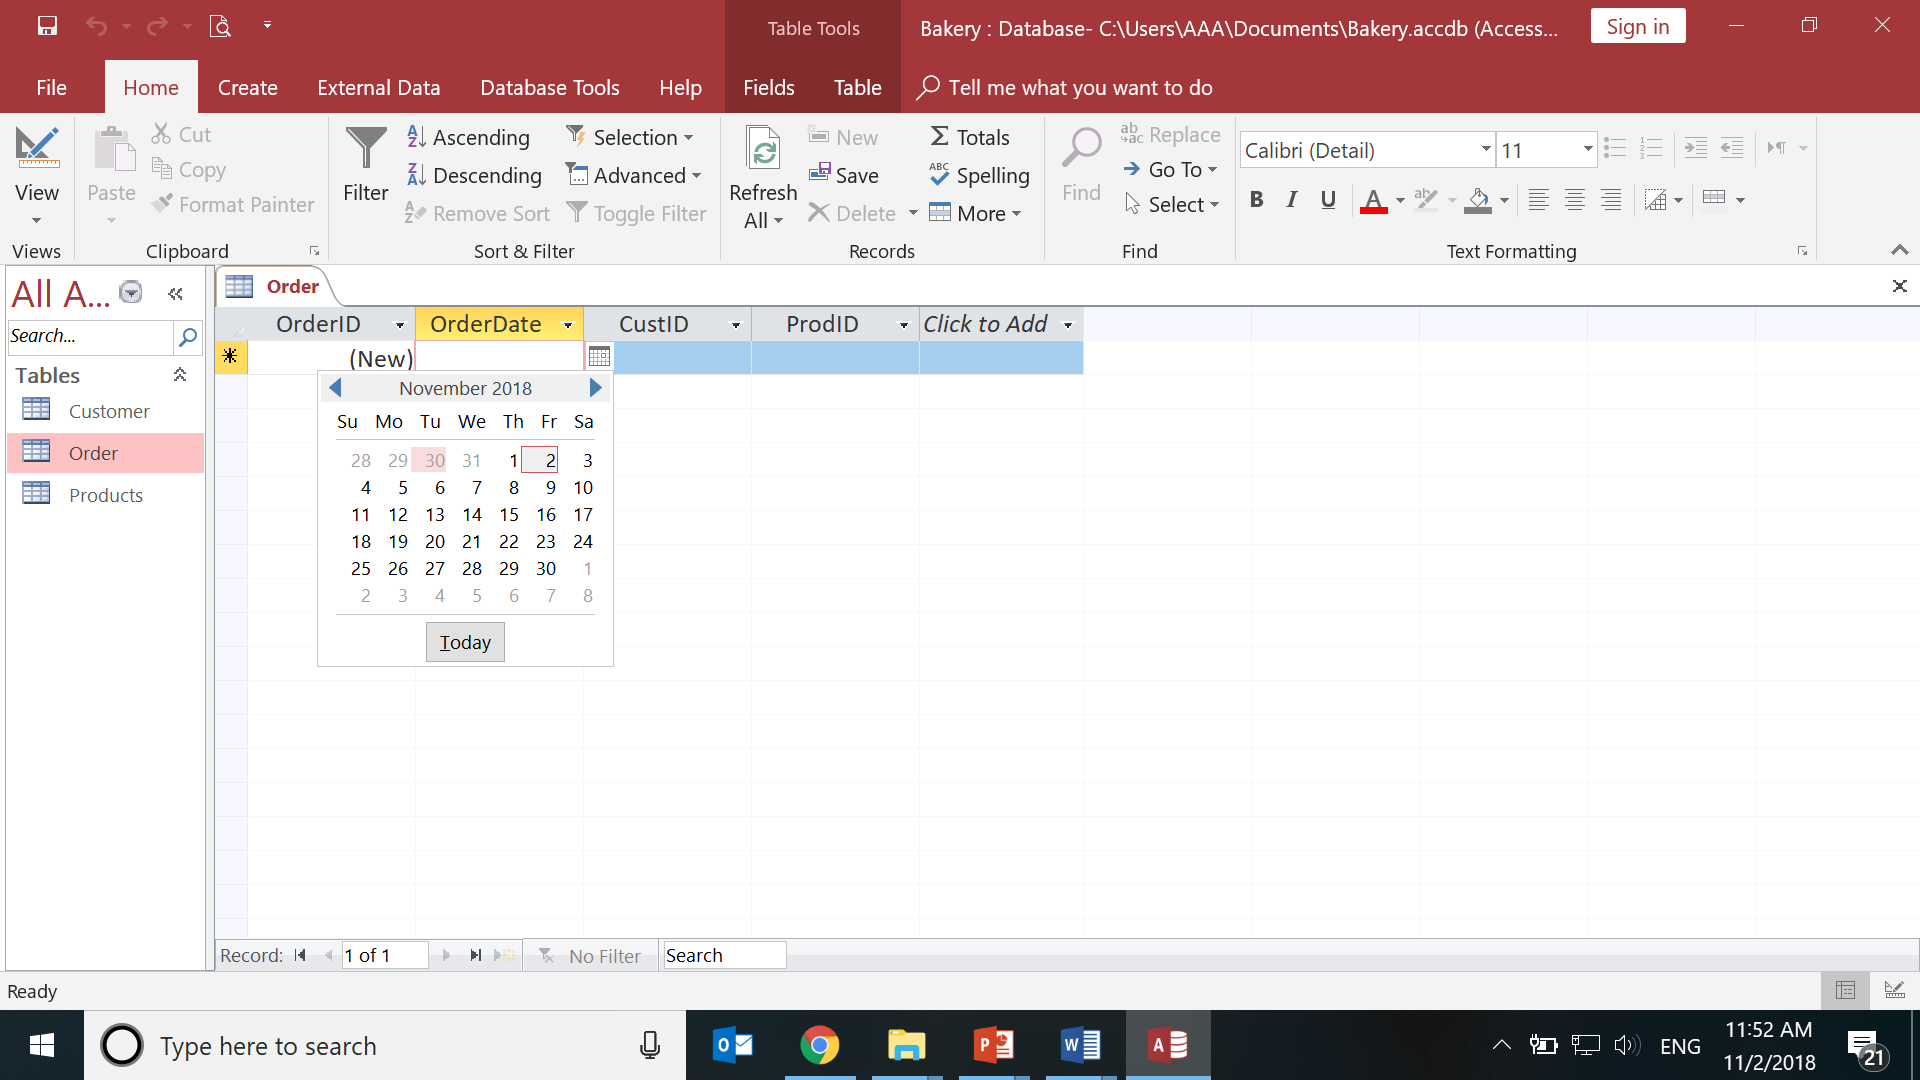 Table Tools
Bakery : Database- C:\Users\AAA\Documents\Bakery.accdb (Access...
Sign in
File
Home
Create
External Data
Database Tools
Help
Fields
Table
Tell me what you want to do
View
Views
Paste
Cut
Copy
Format Painter
Clipboard
Filter
Ascending
Descending
Remove Sort
Selection
Advanced
Toggle Filter
Sort & Filter
Refresh
All
New
Save
Delete
Totals
Spelling
More
Records
Find
Replace
Go To
Select
Find
Calibri (Detail)
11
B I U A
Text Formatting
All A...
Search...
Tables
Customer
Order
Products
Order
OrderID OrderDate CustID ProdID Click to Add
(New)
November 2018
Su Mo Tu We Th Fr Sa
28 29 30 31 1 2 3
4 5 6 7 8 9 10
11 12 13 14 15 16 17
18 19 20 21 22 23 24
25 26 27 28 29 30 1
2 3 4 5 6 7 8
Today
Record: 1 of 1 No Filter Search
Ready
Type here to search
ENG
11:52 AM
11/2/2018
21